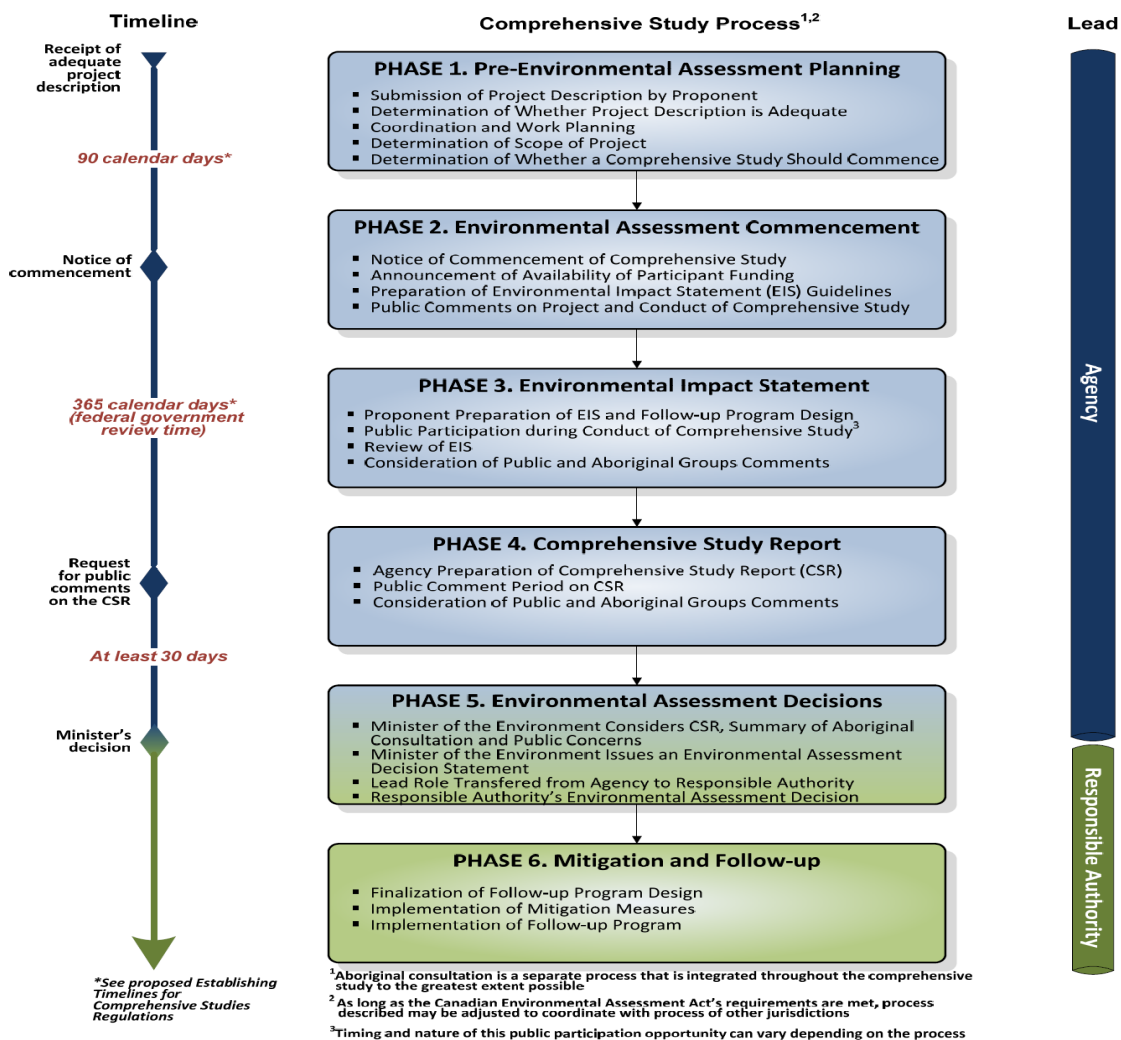 Timeline
Comprehensive Study Process1,2
Lead
Receipt of
adequate
project
description
90 calendar days*
Notice of
commencement
365 calendar days*
(federal government
review time)
Request
for public
comments
on the CSR
At least 30 days
Minister's
decision
*See proposed Establishing
Timelines for
Comprehensive Studies
Regulations
PHASE 1. Pre-Environmental Assessment Planning
▪ Submission of Project Description by Proponent
▪ Determination of Whether Project Description is Adequate
▪ Coordination and Work Planning
▪ Determination of Scope of Project
▪ Determination of Whether a Comprehensive Study Should Commence
PHASE 2. Environmental Assessment Commencement
▪ Notice of Commencement of Comprehensive Study
▪ Announcement of Availability of Participant Funding
▪ Preparation of Environmental Impact Statement (EIS) Guidelines
▪ Public Comments on Project and Conduct of Comprehensive Study
PHASE 3. Environmental Impact Statement
▪ Proponent Preparation of EIS and Follow-up Program Design
▪ Public Participation during Conduct of Comprehensive Study3
▪ Review of EIS
▪ Consideration of Public and Aboriginal Groups Comments
PHASE 4. Comprehensive Study Report
▪ Agency Preparation of Comprehensive Study Report (CSR)
▪ Public Comment Period on CSR
▪ Consideration of Public and Aboriginal Groups Comments
PHASE 5. Environmental Assessment Decisions
▪ Minister of the Environment Considers CSR, Summary of Aboriginal
Consultation and Public Concerns
▪ Minister of the Environment Issues an Environmental Assessment
Decision Statement
▪ Lead Role Transfered from Agency to Responsible Authority
▪ Responsible Authority's Environmental Assessment Decision
PHASE 6. Mitigation and Follow-up
▪ Finalization of Follow-up Program Design
▪ Implementation of Mitigation Measures
▪ Implementation of Follow-up Program
1Aboriginal consultation is a separate process that is integrated throughout the comprehensive
study to the greatest extent possible
2 As long as the Canadian Environmental Assessment Act's requirements are met, process
described may be adjusted to coordinate with process of other jurisdictions
3Timing and nature of this public participation opportunity can vary depending on the process
Agency
Responsible Authority